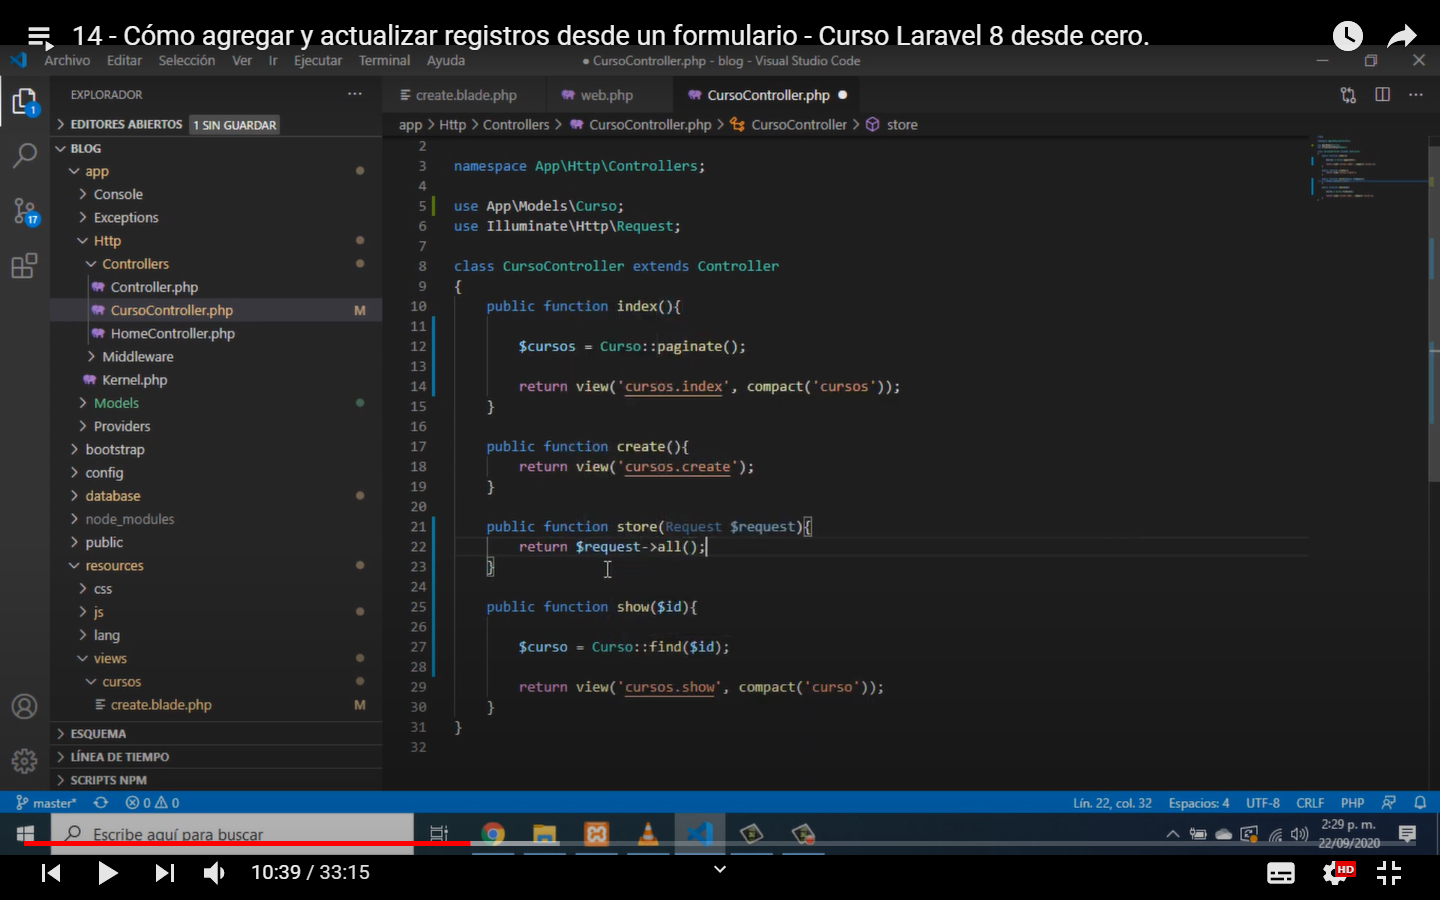 14 - Cómo agregar y actualizar registros desde un formulario - Curso Laravel 8 desde cero.
Archivo Editar Selección Ver Ir Ejecutar Terminal Ayuda
● CursoController.php - blog - Visual Studio Code
EXPLORADOR
EDITORES ABIERTOS 1 SIN GUARDAR
BLOG
app
Console
Exceptions
Http
Controllers
Controller.php
CursoController.php M
HomeController.php
Middleware
Kernel.php
Models
Providers
bootstrap
config
database
node_modules
public
resources
css
js
lang
views
cursos
create.blade.php M
ESQUEMA
LÍNEA DE TIEMPO
SCRIPTS NPM
1
17
create.blade.php web.php CursoController.php
app > Http > Controllers > CursoController.php > CursoController > store
2
3 namespace App\Http\Controllers;
4
5 use App\Models\Curso;
6 use Illuminate\Http\Request;
7
8 class CursoController extends Controller
9 {
10 public function index(){
11
12 $cursos = Curso::paginate();
13
14 return view('cursos.index', compact('cursos'));
15 }
16
17 public function create(){
18 return view('cursos.create');
19 }
20
21 public function store(Request $request){
22 return $request->all();
23 }
24
25 public function show($id){
26
27 $curso = Curso::find($id);
28
29 return view('cursos.show', compact('curso'));
30 }
31 }
32
master* 0 0 Lín. 22, col. 32 Espacios: 4 UTF-8 CRLF PHP
Escribe aquí para buscar
2:29 p. m.
22/09/2020
10:39 / 33:15
HD